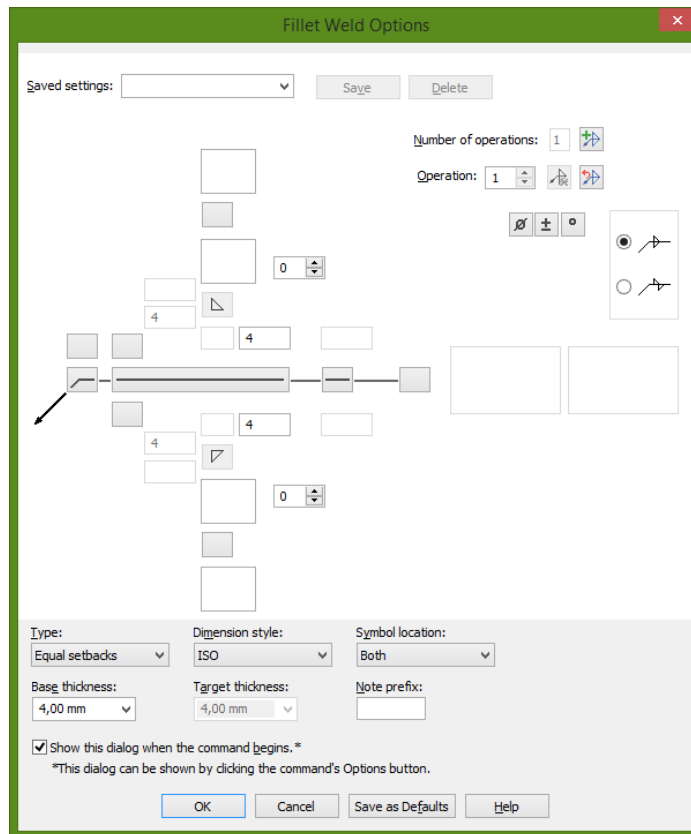 Fillet Weld Options
×
Saved settings: Save Delete
Number of operations: 1
Operation: 1
Ø ± °
0
4
4
4
4
0
Type: Dimension style: Symbol location:
Equal setbacks ISO Both
Base thickness: Target thickness: Note prefix:
4,00 mm 4,00 mm
Show this dialog when the command begins.*
*This dialog can be shown by clicking the command's Options button.
OK Cancel Save as Defaults Help